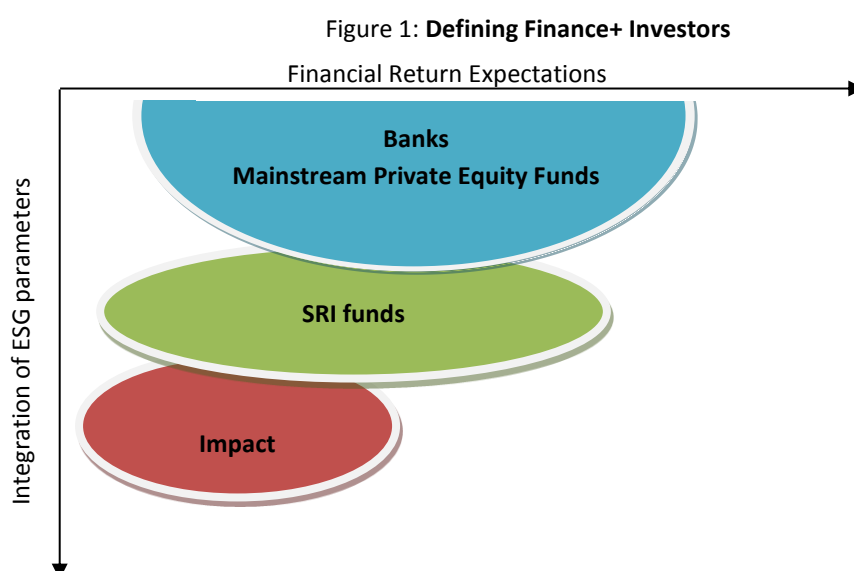 Figure 1: Defining Finance+ Investors
Financial Return Expectations
Integration of ESG parameters
Banks
Mainstream Private Equity Funds
SRI funds
Impact